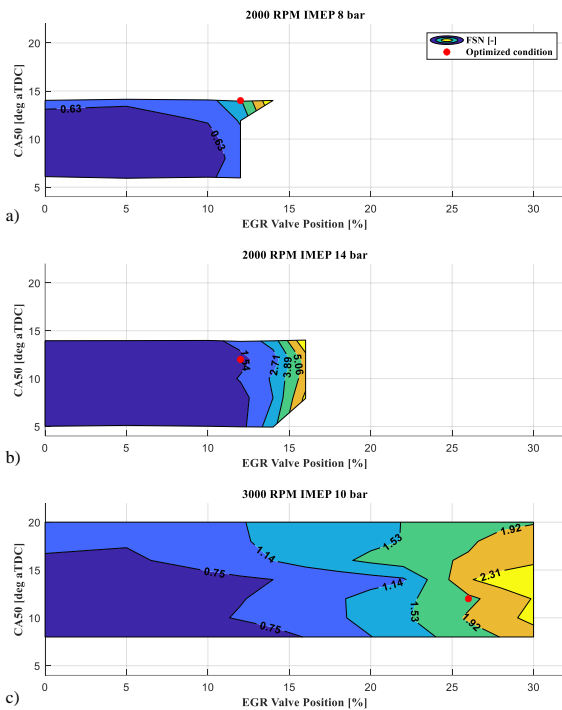 2000 RPM IMEP 8 bar
FSN [-]
Optimized condition
20
15
10
5
CA50 [deg aTDC]
0.63
0.63
0 5 10 15 20 25 30
EGR Valve Position [%]
a)
2000 RPM IMEP 14 bar
20
15
10
5
CA50 [deg aTDC]
1.54
2.71
3.89
5.06
0 5 10 15 20 25 30
EGR Valve Position [%]
b)
3000 RPM IMEP 10 bar
20
15
10
5
CA50 [deg aTDC]
1.92
1.53
1.14
0.75
2.31
1.14
1.53
1.92
0.75
0 5 10 15 20 25 30
EGR Valve Position [%]
c)